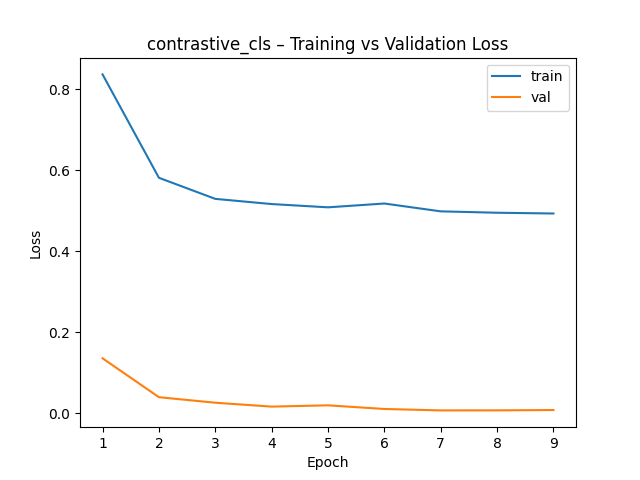 contrastive_cls – Training vs Validation Loss
train
val
0.8
0.6
0.4
0.2
0.0
Loss
1 2 3 4 5 6 7 8 9
Epoch